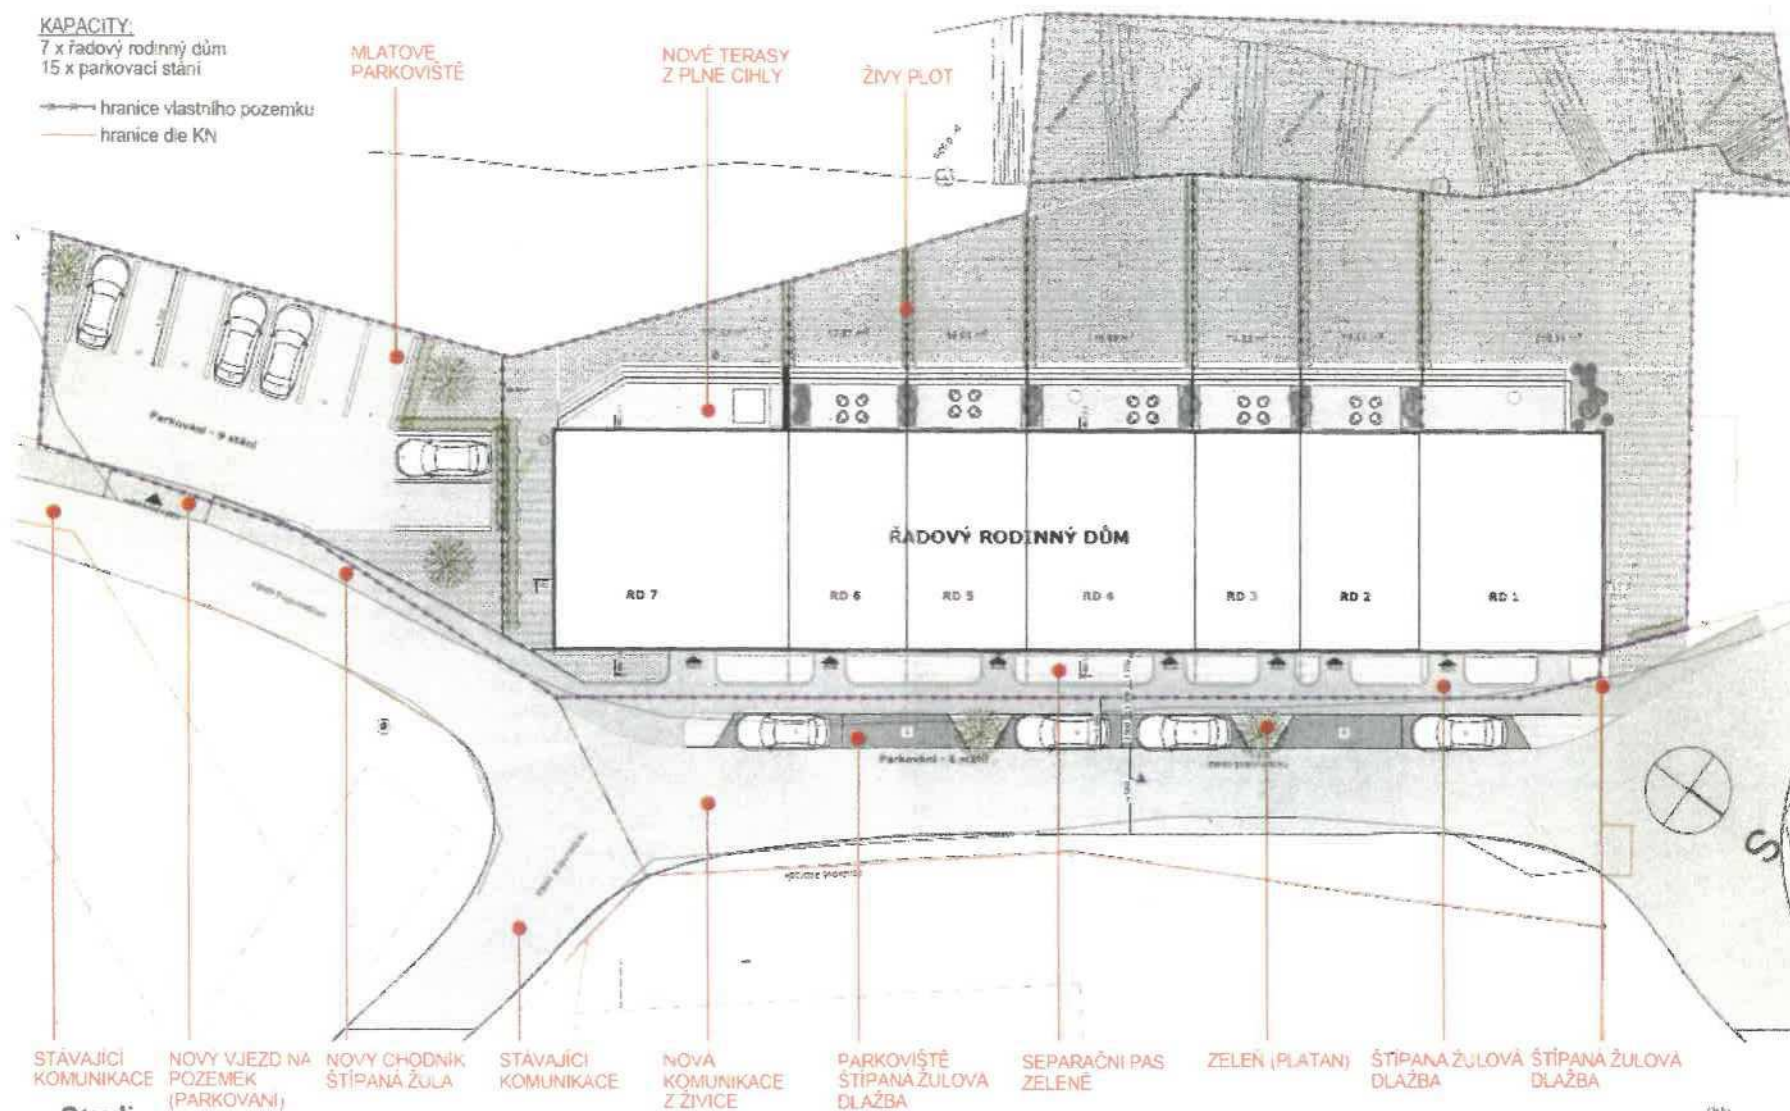 KAPACITY:
7 x řadový rodinný dům
15 x parkovací stání
hranice vlastního pozemku
hranice dle KN
MLATOVÉ
PARKOVIŠTĚ
NOVÉ TERASY
Z PLNÉ CIHLY
ŽIVÝ PLOT
Parkování - 9 stání
ŘADOVÝ RODINNÝ DŮM
RD 7
RD 6
RD 5
RD 4
RD 3
RD 2
RD 1
Parkování - 6 stání
S
STÁVAJÍCÍ
KOMUNIKACE
NOVÝ VJEZD NA
POZEMEK
(PARKOVÁNÍ)
NOVÝ CHODNÍK
ŠTÍPANÁ ŽULA
STÁVAJÍCÍ
KOMUNIKACE
NOVÁ
KOMUNIKACE
Z ŽIVICE
PARKOVIŠTĚ
ŠTÍPANÁ ŽULOVÁ
DLAŽBA
SEPARAČNÍ PÁS
ZELENĚ
ZELEŇ (PLATAN)
ŠTÍPANÁ ŽULOVÁ
DLAŽBA
ŠTÍPANÁ ŽULOVÁ
DLAŽBA